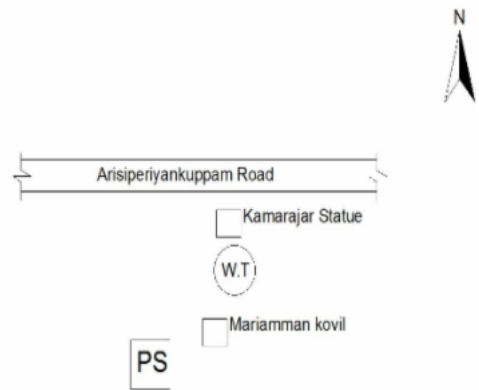 N
Arisiperiyankuppam Road
Kamarajar Statue
W.T
Mariamman kovil
PS